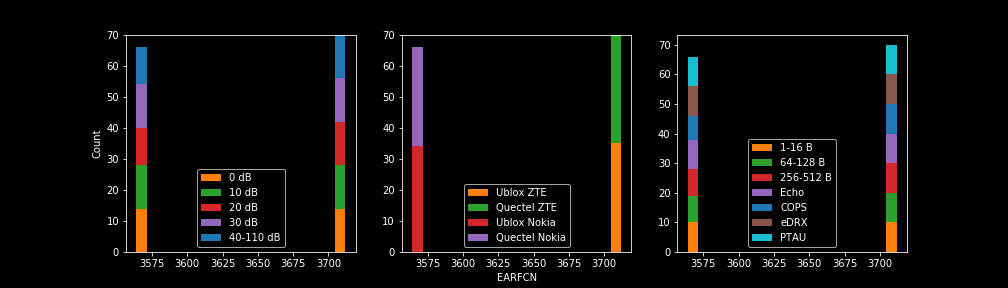 70
60
50
40
30
20
10
0
Count
3575 3600 3625 3650 3675 3700
0 dB
10 dB
20 dB
30 dB
40-110 dB
70
60
50
40
30
20
10
0
3575 3600 3625 3650 3675 3700
EARFCN
Ublox ZTE
Quectel ZTE
Ublox Nokia
Quectel Nokia
70
60
50
40
30
20
10
0
3575 3600 3625 3650 3675 3700
1-16 B
64-128 B
256-512 B
Echo
COPS
eDRX
PTAU